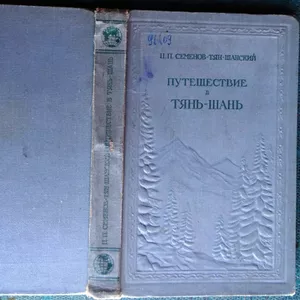 П. П. СЕМЕНОВ-ТЯН-ШАНСКИЙ
ПУТЕШЕСТВИЕ
В
ТЯНЬ-ШАНЬ
П. П. СЕМЕНОВ-ТЯН-ШАНСКИЙ ПУТЕШЕСТВИЕ В ТЯНЬ-ШАНЬ